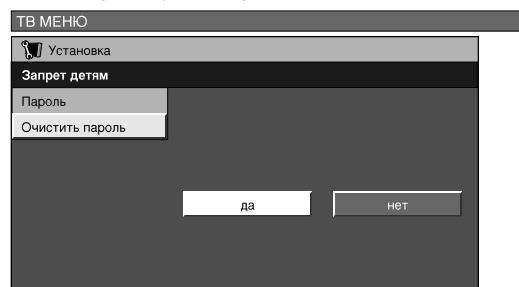 ТВ МЕНЮ
Установка
Запрет детям
Пароль
Очистить пароль
да нет